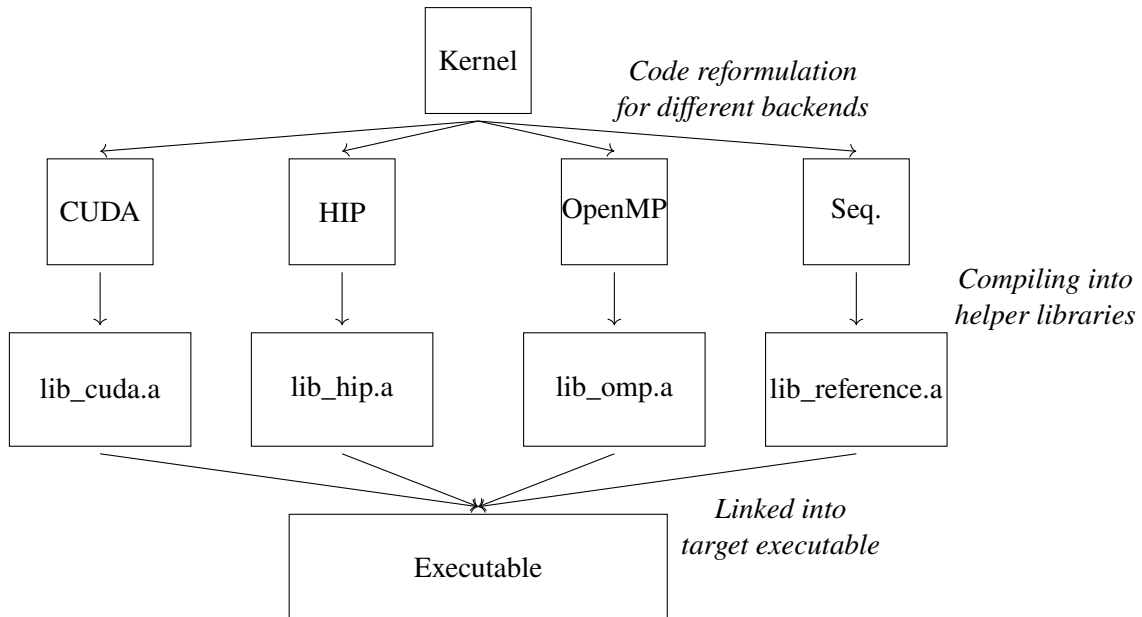 Kernel
Code reformulation
for different backends
CUDA
HIP
OpenMP
Seq.
Compiling into
helper libraries
lib_cuda.a
lib_hip.a
lib_omp.a
lib_reference.a
Linked into
target executable
Executable